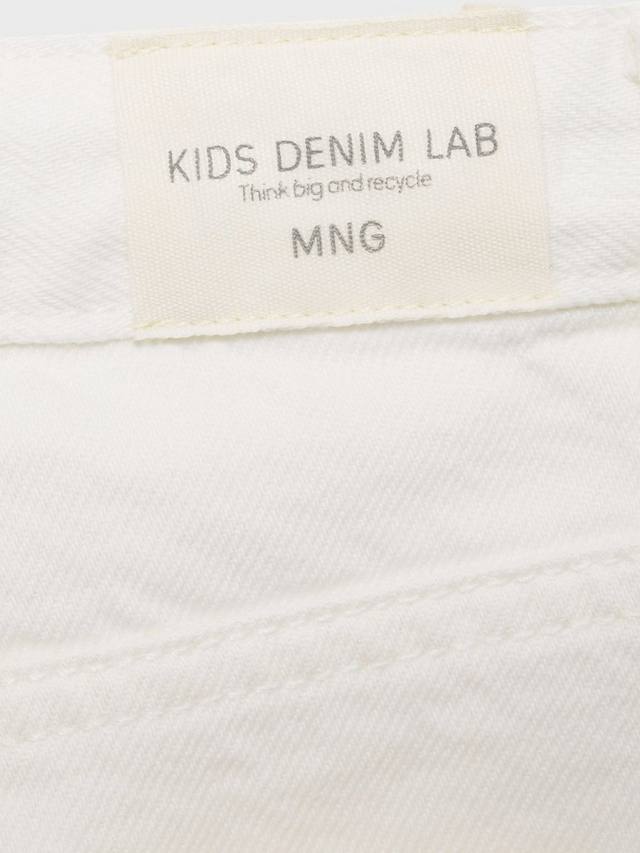 KIDS DENIM LAB
Think big and recycle
MNG